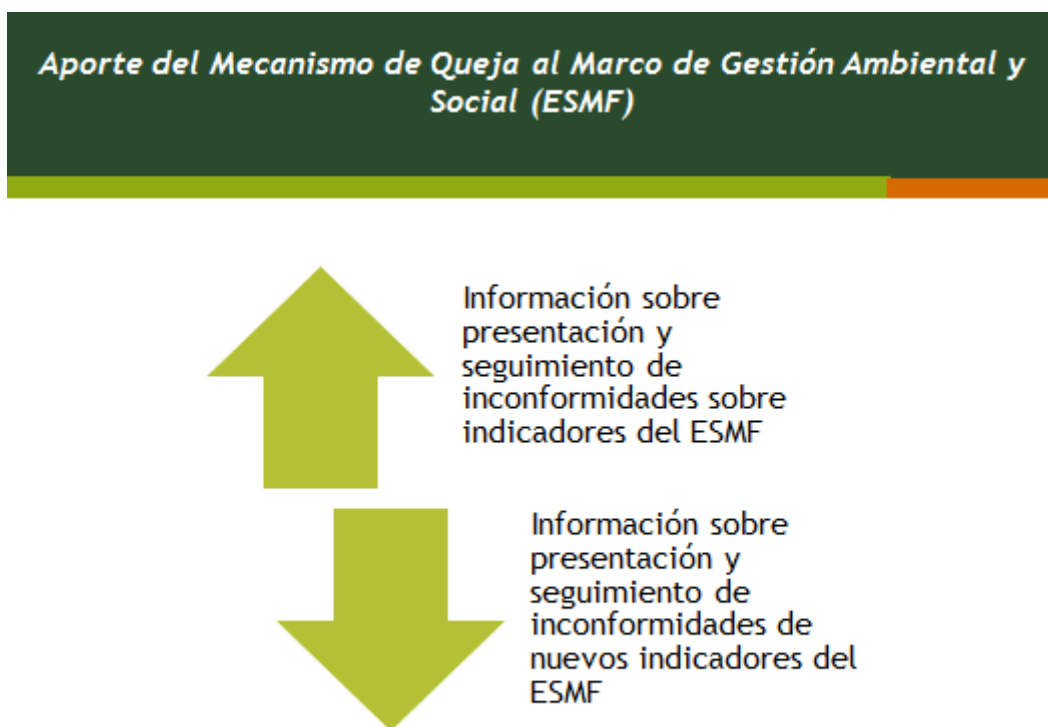 Aporte del Mecanismo de Queja al Marco de Gestión Ambiental y
Social (ESMF)
Información sobre
presentación y
seguimiento de
inconformidades sobre
indicadores del ESMF
Información sobre
presentación y
seguimiento de
inconformidades de
nuevos indicadores del
ESMF